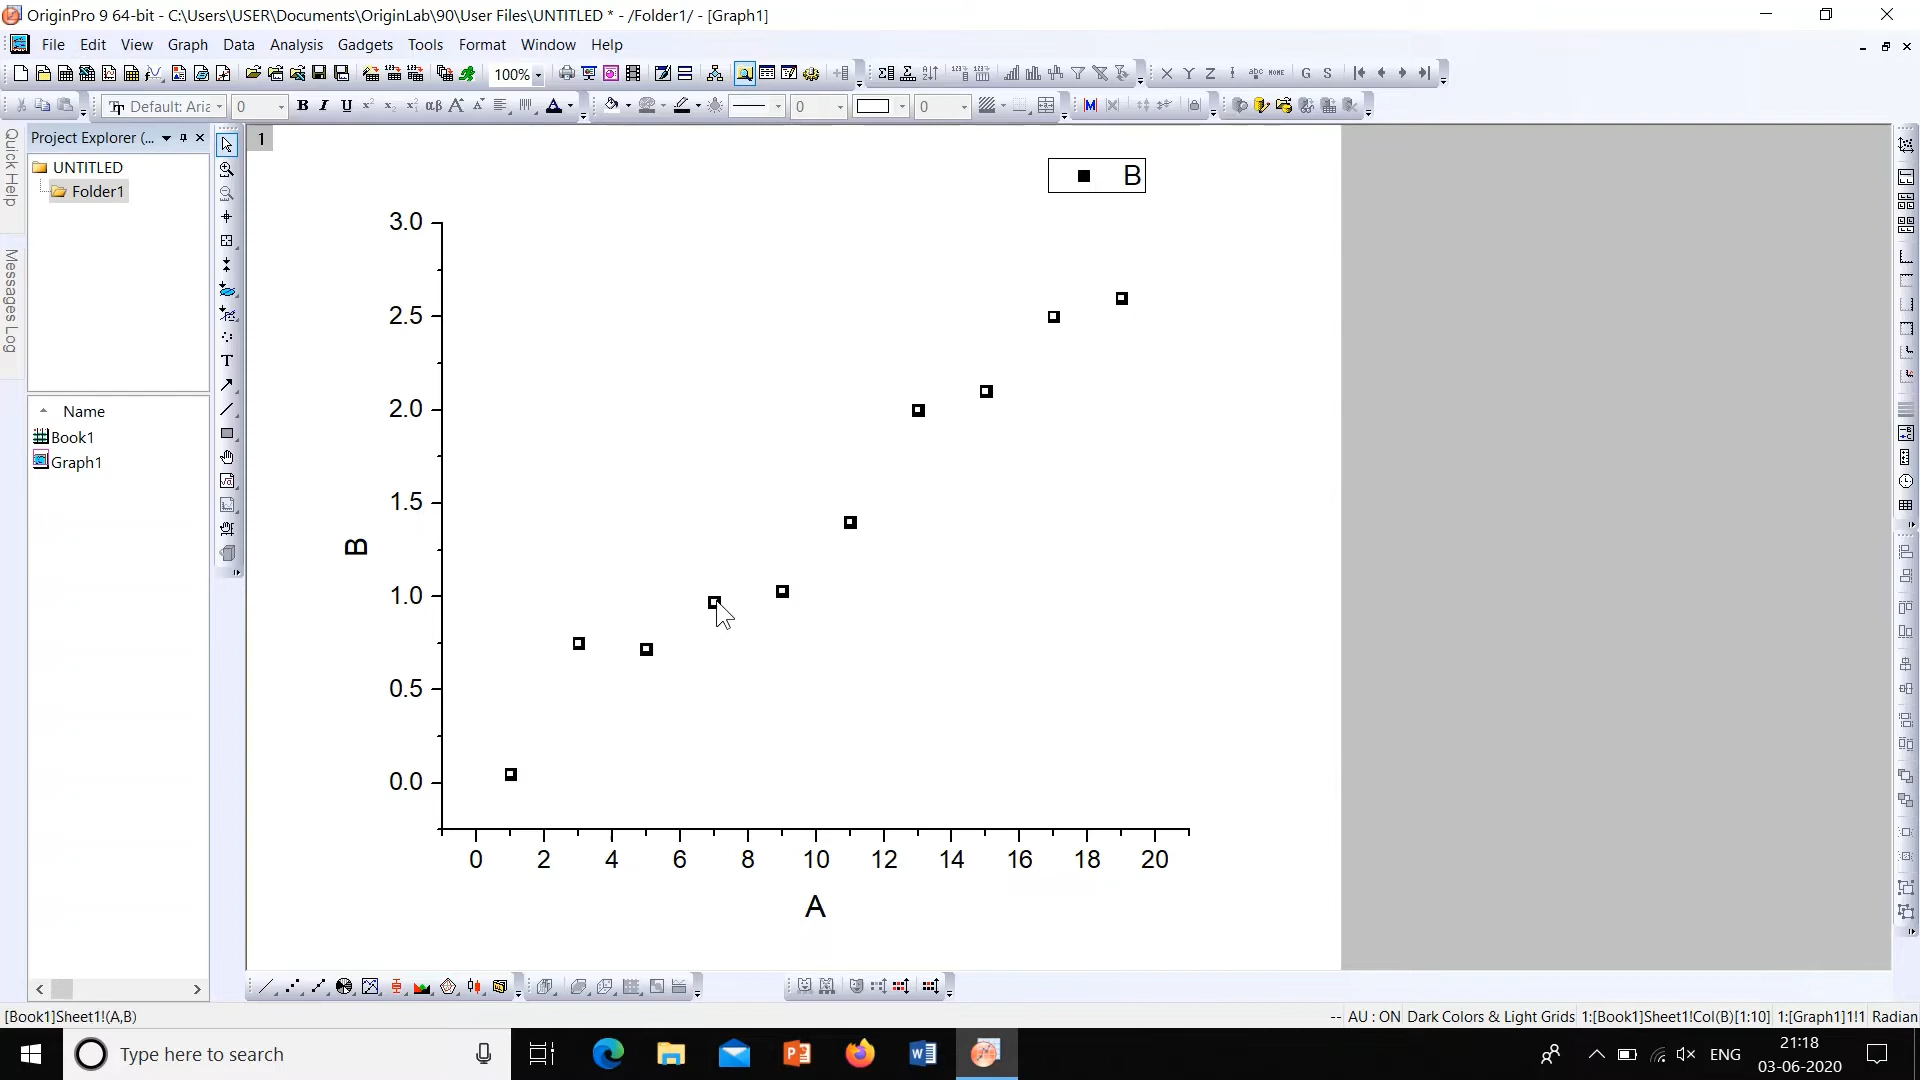 OriginPro 9 64-bit - C:\Users\USER\Documents\OriginLab\90\User Files\UNTITLED * - /Folder1/ - [Graph1]
File Edit View Graph Data Analysis Gadgets Tools Format Window Help
100%
Default: Aria 0 B I U 0 0
Project Explorer (...
1
Quick Help
Messages Log
UNTITLED
Folder1
Name
Book1
Graph1
B
3.0
2.5
2.0
1.5
1.0
0.5
0.0
B
0 2 4 6 8 10 12 14 16 18 20
A
[Book1]Sheet1!(A,B)
-- AU : ON Dark Colors & Light Grids 1:[Book1]Sheet1!Col(B)[1:10] 1:[Graph1]1!1 Radian
Type here to search
ENG
21:18
03-06-2020